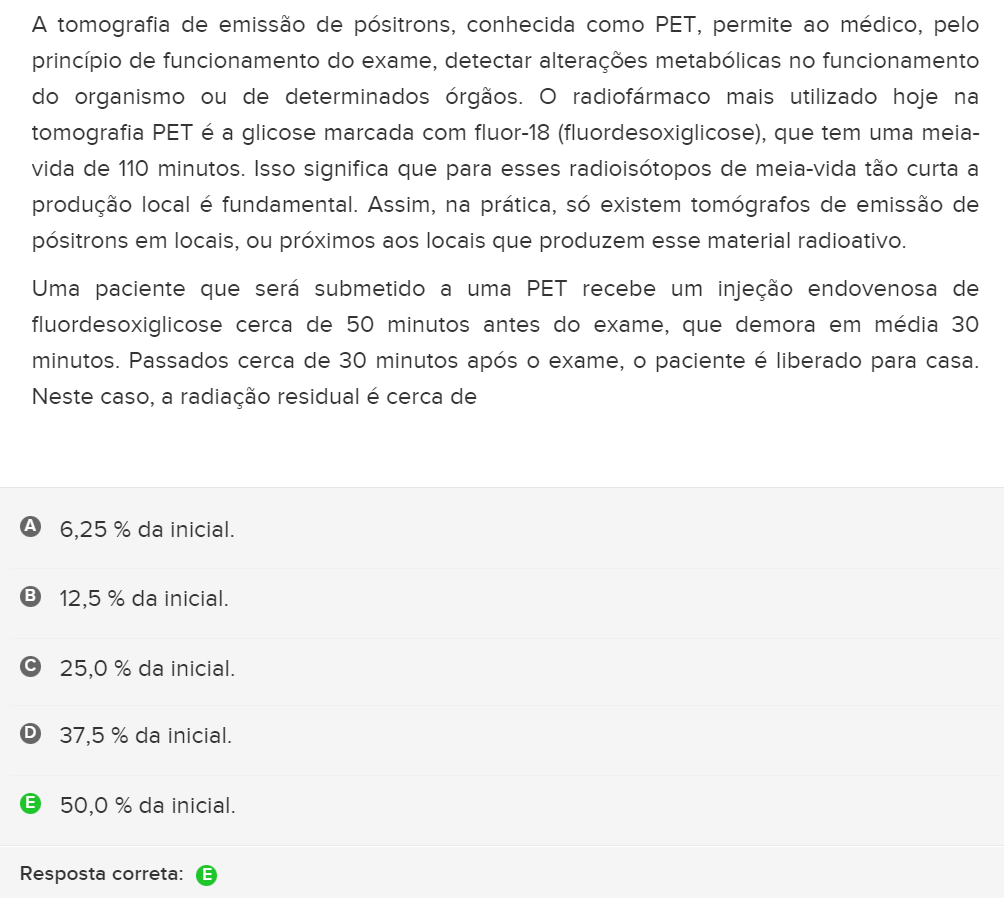 A tomografia de emissão de pósitrons, conhecida como PET, permite ao médico, pelo
princípio de funcionamento do exame, detectar alterações metabólicas no funcionamento
do organismo ou de determinados órgãos. O radiofármaco mais utilizado hoje na
tomografia PET é a glicose marcada com fluor-18 (fluordesoxiglicose), que tem uma meia-
vida de 110 minutos. Isso significa que para esses radioisótopos de meia-vida tão curta a
produção local é fundamental. Assim, na prática, só existem tomógrafos de emissão de
pósitrons em locais, ou próximos aos locais que produzem esse material radioativo.
Uma paciente que será submetido a uma PET recebe um injeção endovenosa de
fluordesoxiglicose cerca de 50 minutos antes do exame, que demora em média 30
minutos. Passados cerca de 30 minutos após o exame, o paciente é liberado para casa.
Neste caso, a radiação residual é cerca de
A 6,25 % da inicial.
B 12,5 % da inicial.
C 25,0 % da inicial.
D 37,5 % da inicial.
E 50,0 % da inicial.
Resposta correta: E